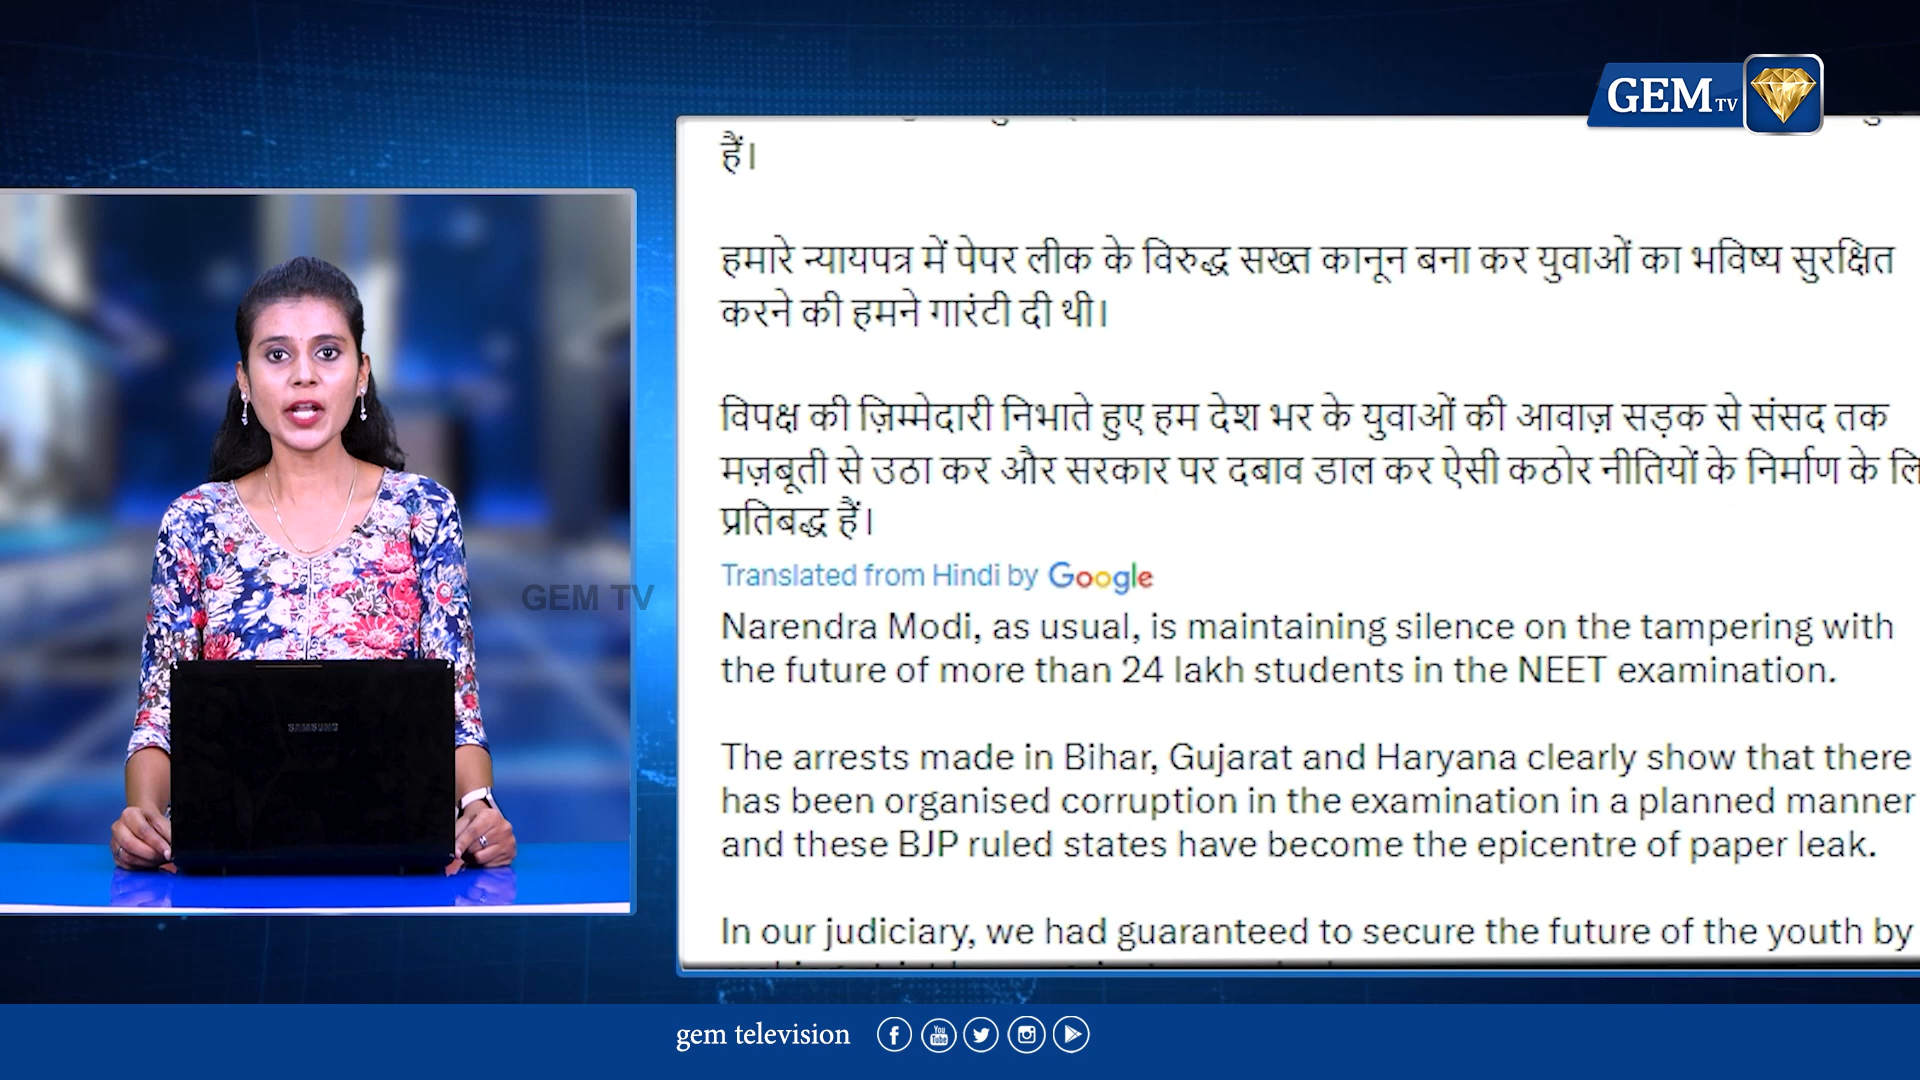 GEM TV
हैं।
हमारे न्यायपत्र में पेपर लीक के विरुद्ध सख्त कानून बना कर युवाओं का भविष्य सुरक्षित
करने की हमने गारंटी दी थी।
विपक्ष की ज़िम्मेदारी निभाते हुए हम देश भर के युवाओं की आवाज़ सड़क से संसद तक
मज़बूती से उठा कर और सरकार पर दबाव डाल कर ऐसी कठोर नीतियों के निर्माण के
प्रतिबद्ध हैं।
Translated from Hindi by Google
Narendra Modi, as usual, is maintaining silence on the tampering with
the future of more than 24 lakh students in the NEET examination.
The arrests made in Bihar, Gujarat and Haryana clearly show that there
has been organised corruption in the examination in a planned manner
and these BJP ruled states have become the epicentre of paper leak.
In our judiciary, we had guaranteed to secure the future of the youth by
GEM TV
SAMSUNG
gem television
You Tube